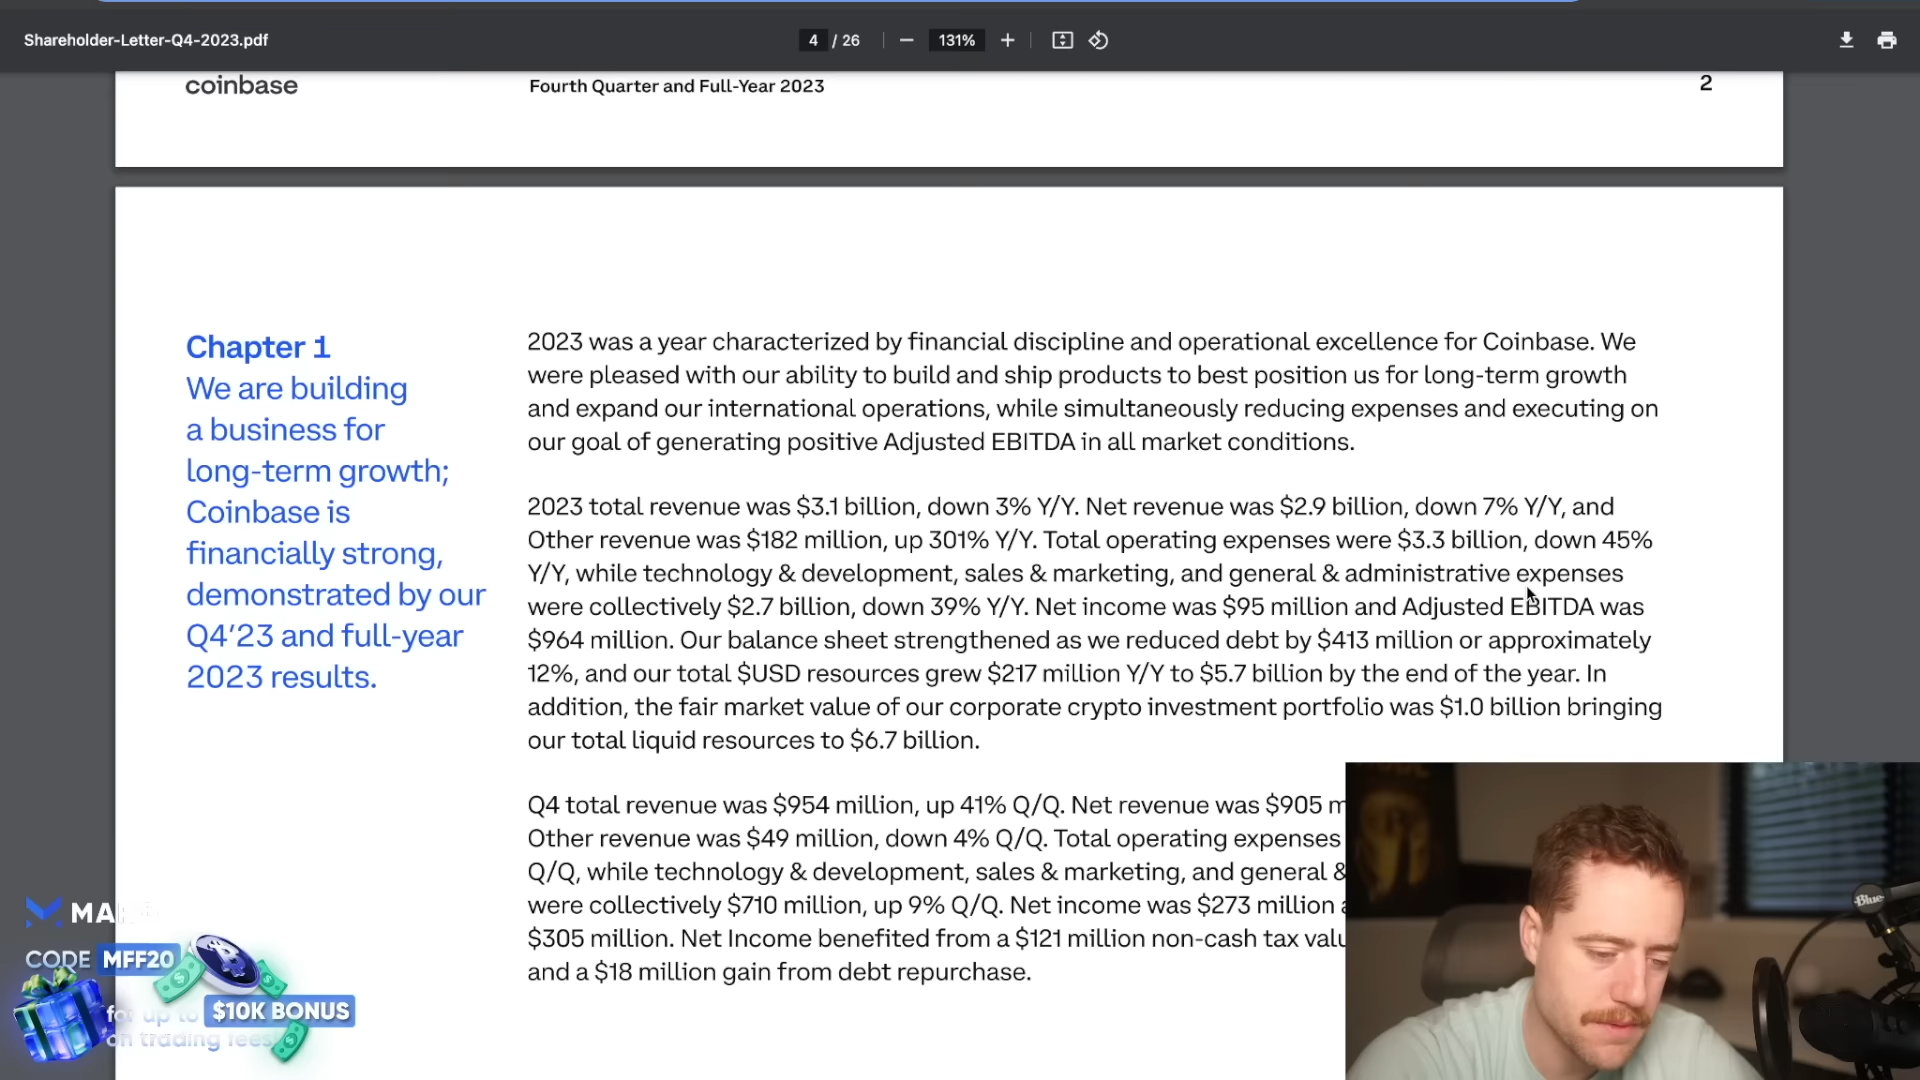 Shareholder-Letter-Q4-2023.pdf
4 / 26
131%
coinbase
Fourth Quarter and Full-Year 2023
2
Chapter 1
We are building
a business for
long-term growth;
Coinbase is
financially strong,
demonstrated by our
Q4'23 and full-year
2023 results.
2023 was a year characterized by financial discipline and operational excellence for Coinbase. We
were pleased with our ability to build and ship products to best position us for long-term growth
and expand our international operations, while simultaneously reducing expenses and executing on
our goal of generating positive Adjusted EBITDA in all market conditions.
2023 total revenue was $3.1 billion, down 3% Y/Y. Net revenue was $2.9 billion, down 7% Y/Y, and
Other revenue was $182 million, up 301% Y/Y. Total operating expenses were $3.3 billion, down 45%
Y/Y, while technology & development, sales & marketing, and general & administrative expenses
were collectively $2.7 billion, down 39% Y/Y. Net income was $95 million and Adjusted EBITDA was
$964 million. Our balance sheet strengthened as we reduced debt by $413 million or approximately
12%, and our total $USD resources grew $217 million Y/Y to $5.7 billion by the end of the year. In
addition, the fair market value of our corporate crypto investment portfolio was $1.0 billion bringing
our total liquid resources to $6.7 billion.
Q4 total revenue was $954 million, up 41% Q/Q. Net revenue was $905
Other revenue was $49 million, down 4% Q/Q. Total operating expenses
Q/Q, while technology & development, sales & marketing, and general &
were collectively $710 million, up 9% Q/Q. Net income was $273 million
$305 million. Net Income benefited from a $121 million non-cash tax
and a $18 million gain from debt repurchase.
CODE MFF20
for up to $10K BONUS
on trading fees
Blue